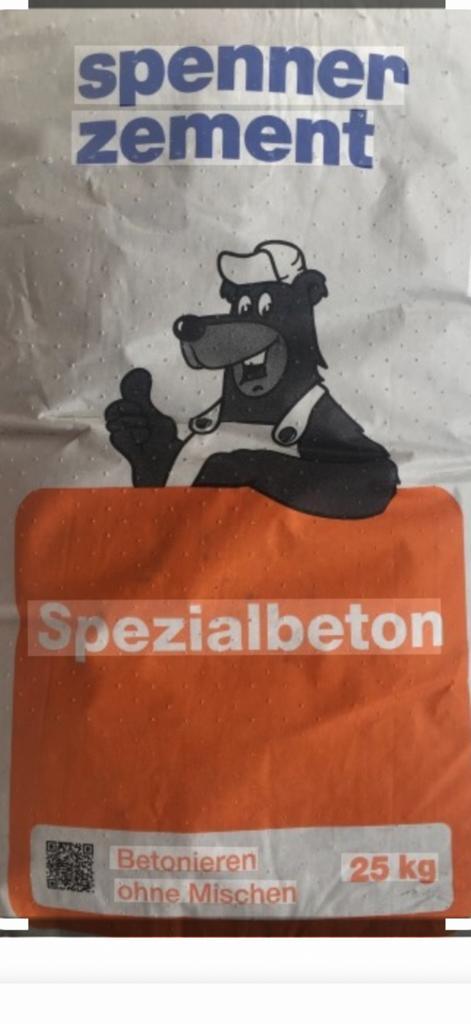 spenner
zement
Spezialbeton
Betonieren
ohne Mischen
25 kg